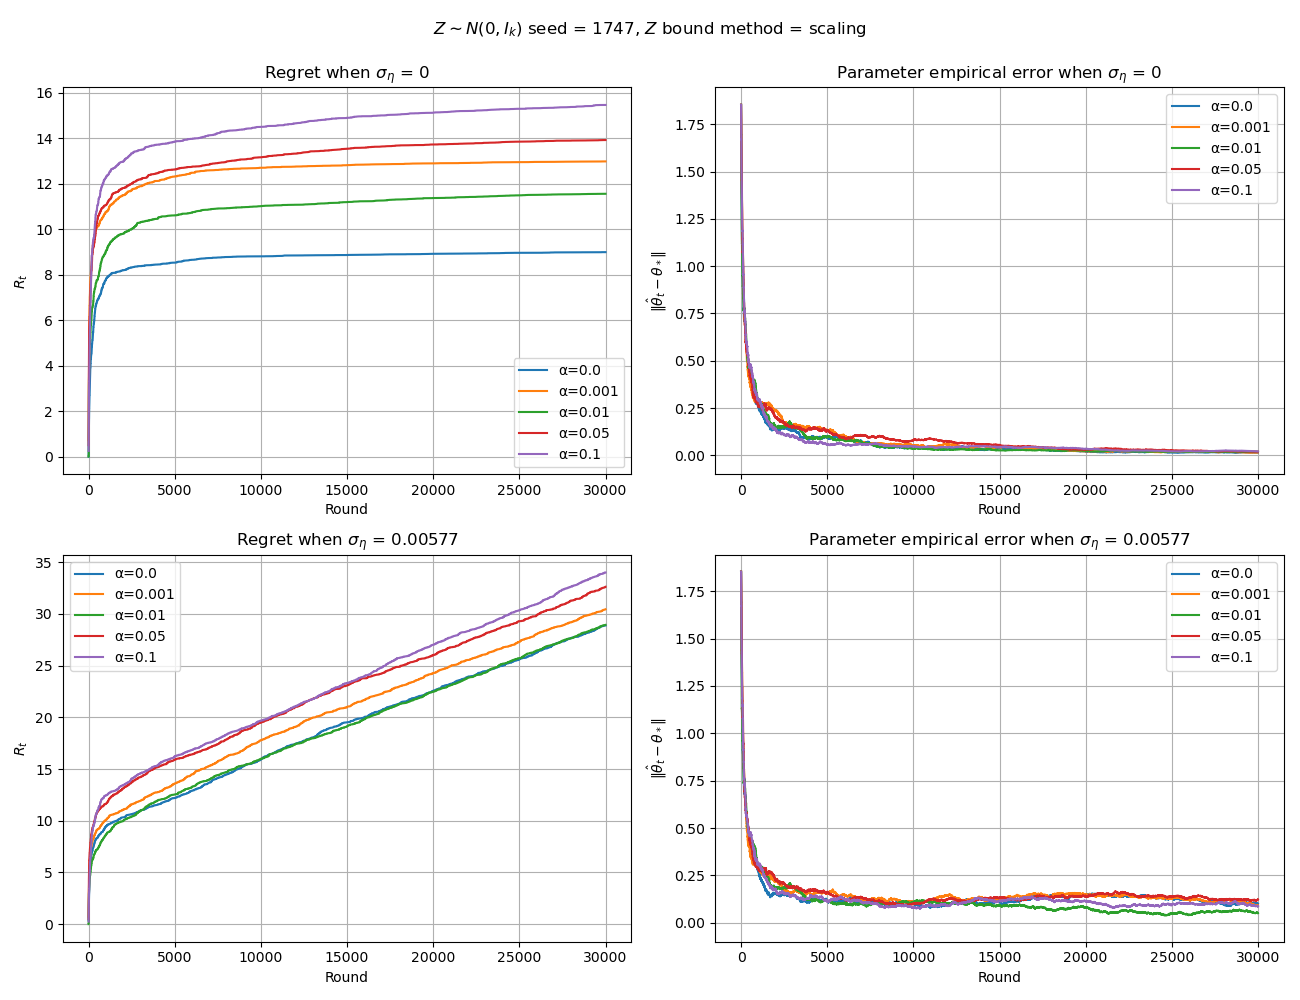 Z ∼ N(0, I_k) seed = 1747, Z bound method = scaling
Regret when σ_η = 0
16
14
12
10
8
6
4
2
0
R_t
α=0.0
α=0.001
α=0.01
α=0.05
α=0.1
0 5000 10000 15000 20000 25000 30000
Round
Parameter empirical error when σ_η = 0
1.75
1.50
1.25
1.00
0.75
0.50
0.25
0.00
‖θ̂_t − θ_*‖
α=0.0
α=0.001
α=0.01
α=0.05
α=0.1
0 5000 10000 15000 20000 25000 30000
Round
Regret when σ_η = 0.00577
35
30
25
20
15
10
5
0
R_t
α=0.0
α=0.001
α=0.01
α=0.05
α=0.1
0 5000 10000 15000 20000 25000 30000
Round
Parameter empirical error when σ_η = 0.00577
1.75
1.50
1.25
1.00
0.75
0.50
0.25
0.00
‖θ̂_t − θ_*‖
α=0.0
α=0.001
α=0.01
α=0.05
α=0.1
0 5000 10000 15000 20000 25000 30000
Round